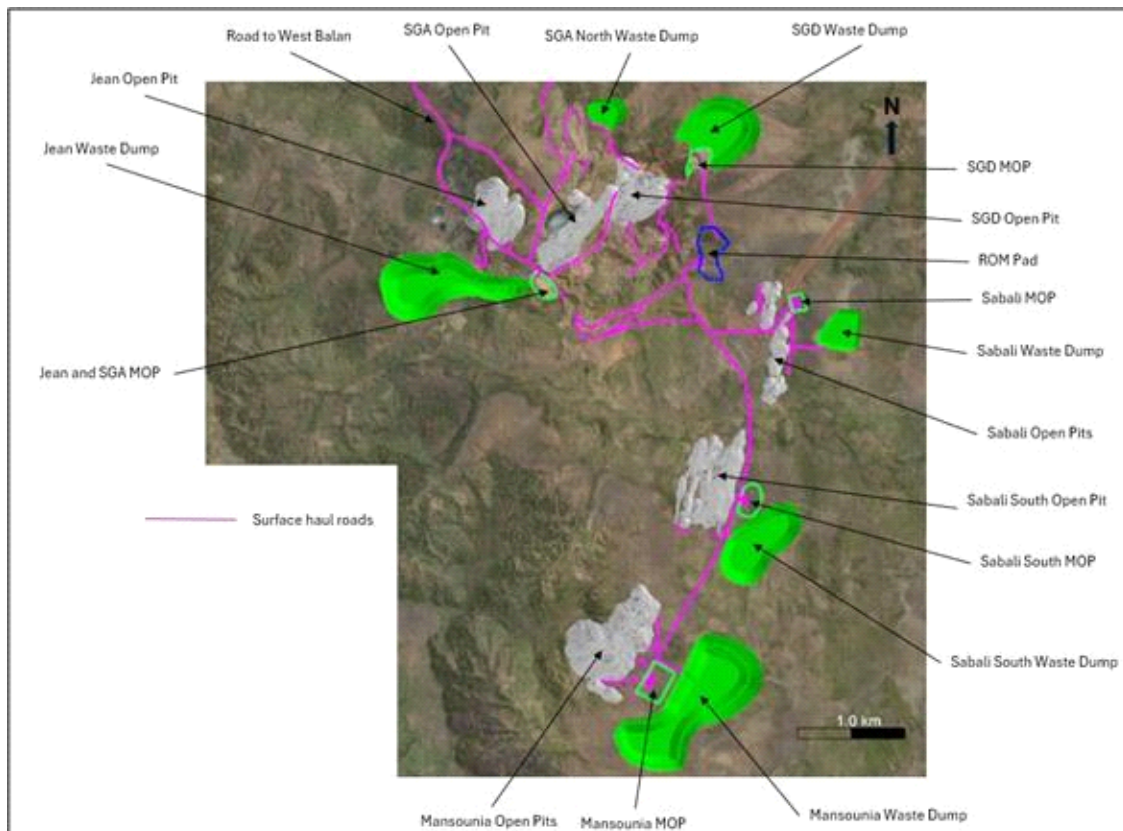 SGA Open Pit
SGA North Waste Dump
SGD Waste Dump
Road to West Balan
Jean Open Pit
N
Jean Waste Dump
SGD MOP
SGD Open Pit
ROM Pad
Sabali MOP
Sabali Waste Dump
Jean and SGA MOP
Sabali Open Pits
Sabali South Open Pit
Surface haul roads
Sabali South MOP
Sabali South Waste Dump
1.0 km
Mansounia Open Pits
Mansounia MOP
Mansounia Waste Dump